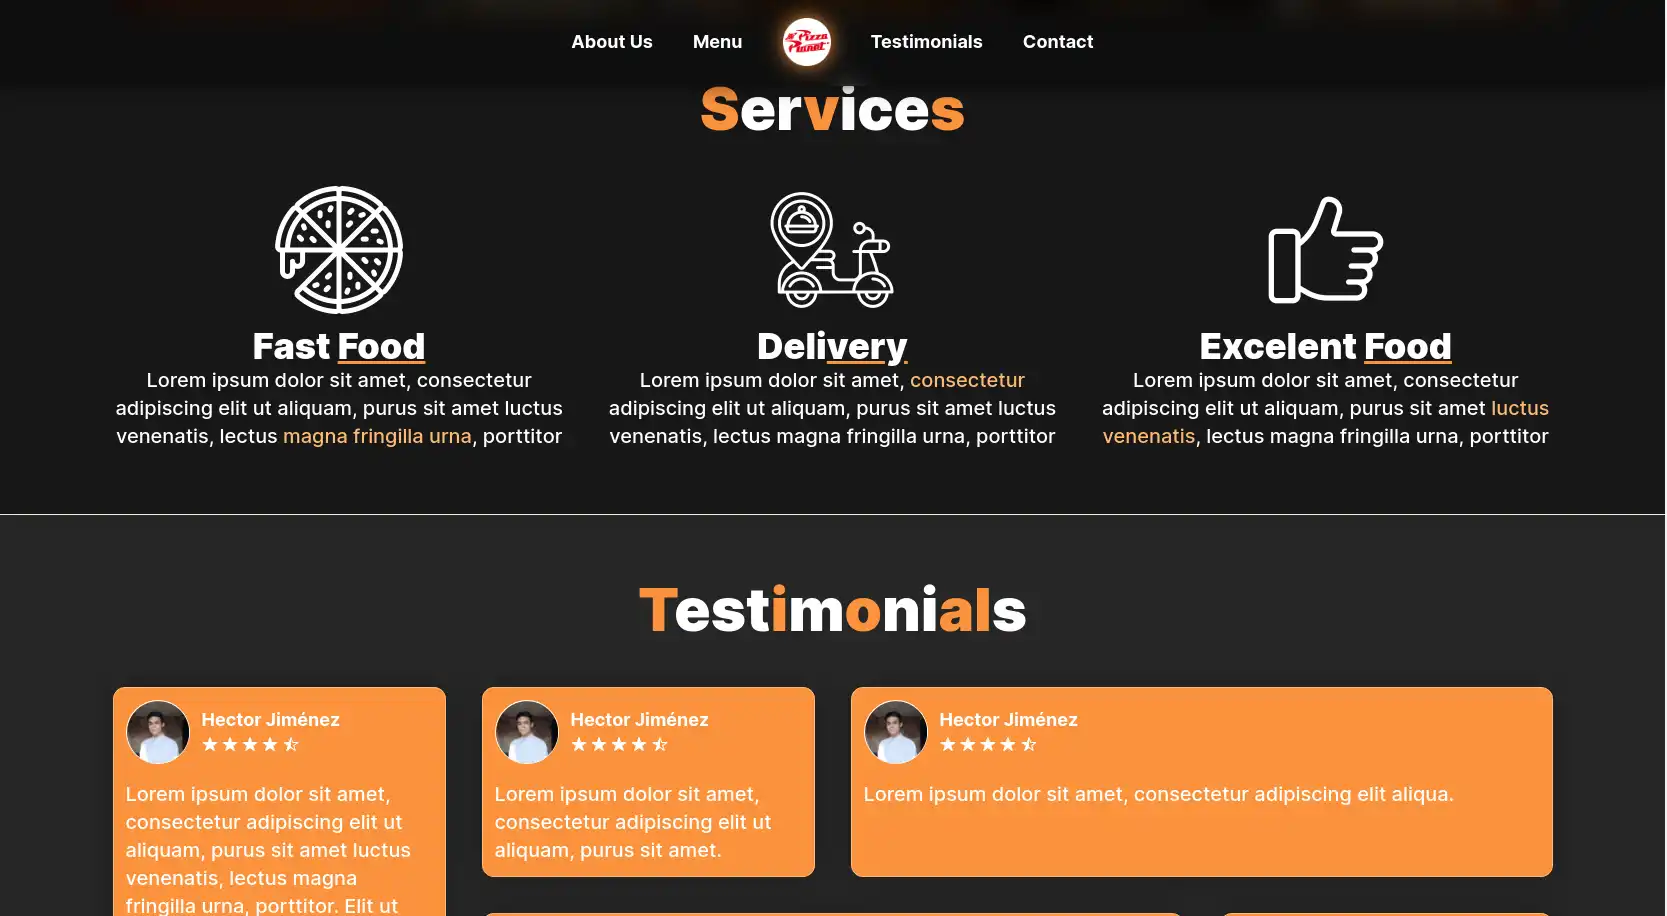 About Us Menu Pizza Planet Testimonials Contact
Services
Fast Food
Lorem ipsum dolor sit amet, consectetur
adipiscing elit ut aliquam, purus sit amet luctus
venenatis, lectus magna fringilla urna, porttitor
Delivery
Lorem ipsum dolor sit amet, consectetur
adipiscing elit ut aliquam, purus sit amet luctus
venenatis, lectus magna fringilla urna, porttitor
Excelent Food
Lorem ipsum dolor sit amet, consectetur
adipiscing elit ut aliquam, purus sit amet luctus
venenatis, lectus magna fringilla urna, porttitor
Testimonials
Hector Jiménez
Lorem ipsum dolor sit amet,
consectetur adipiscing elit ut
aliquam, purus sit amet luctus
venenatis, lectus magna
fringilla urna, porttitor. Elit ut
Hector Jiménez
Lorem ipsum dolor sit amet,
consectetur adipiscing elit ut
aliquam, purus sit amet.
Hector Jiménez
Lorem ipsum dolor sit amet, consectetur adipiscing elit aliqua.